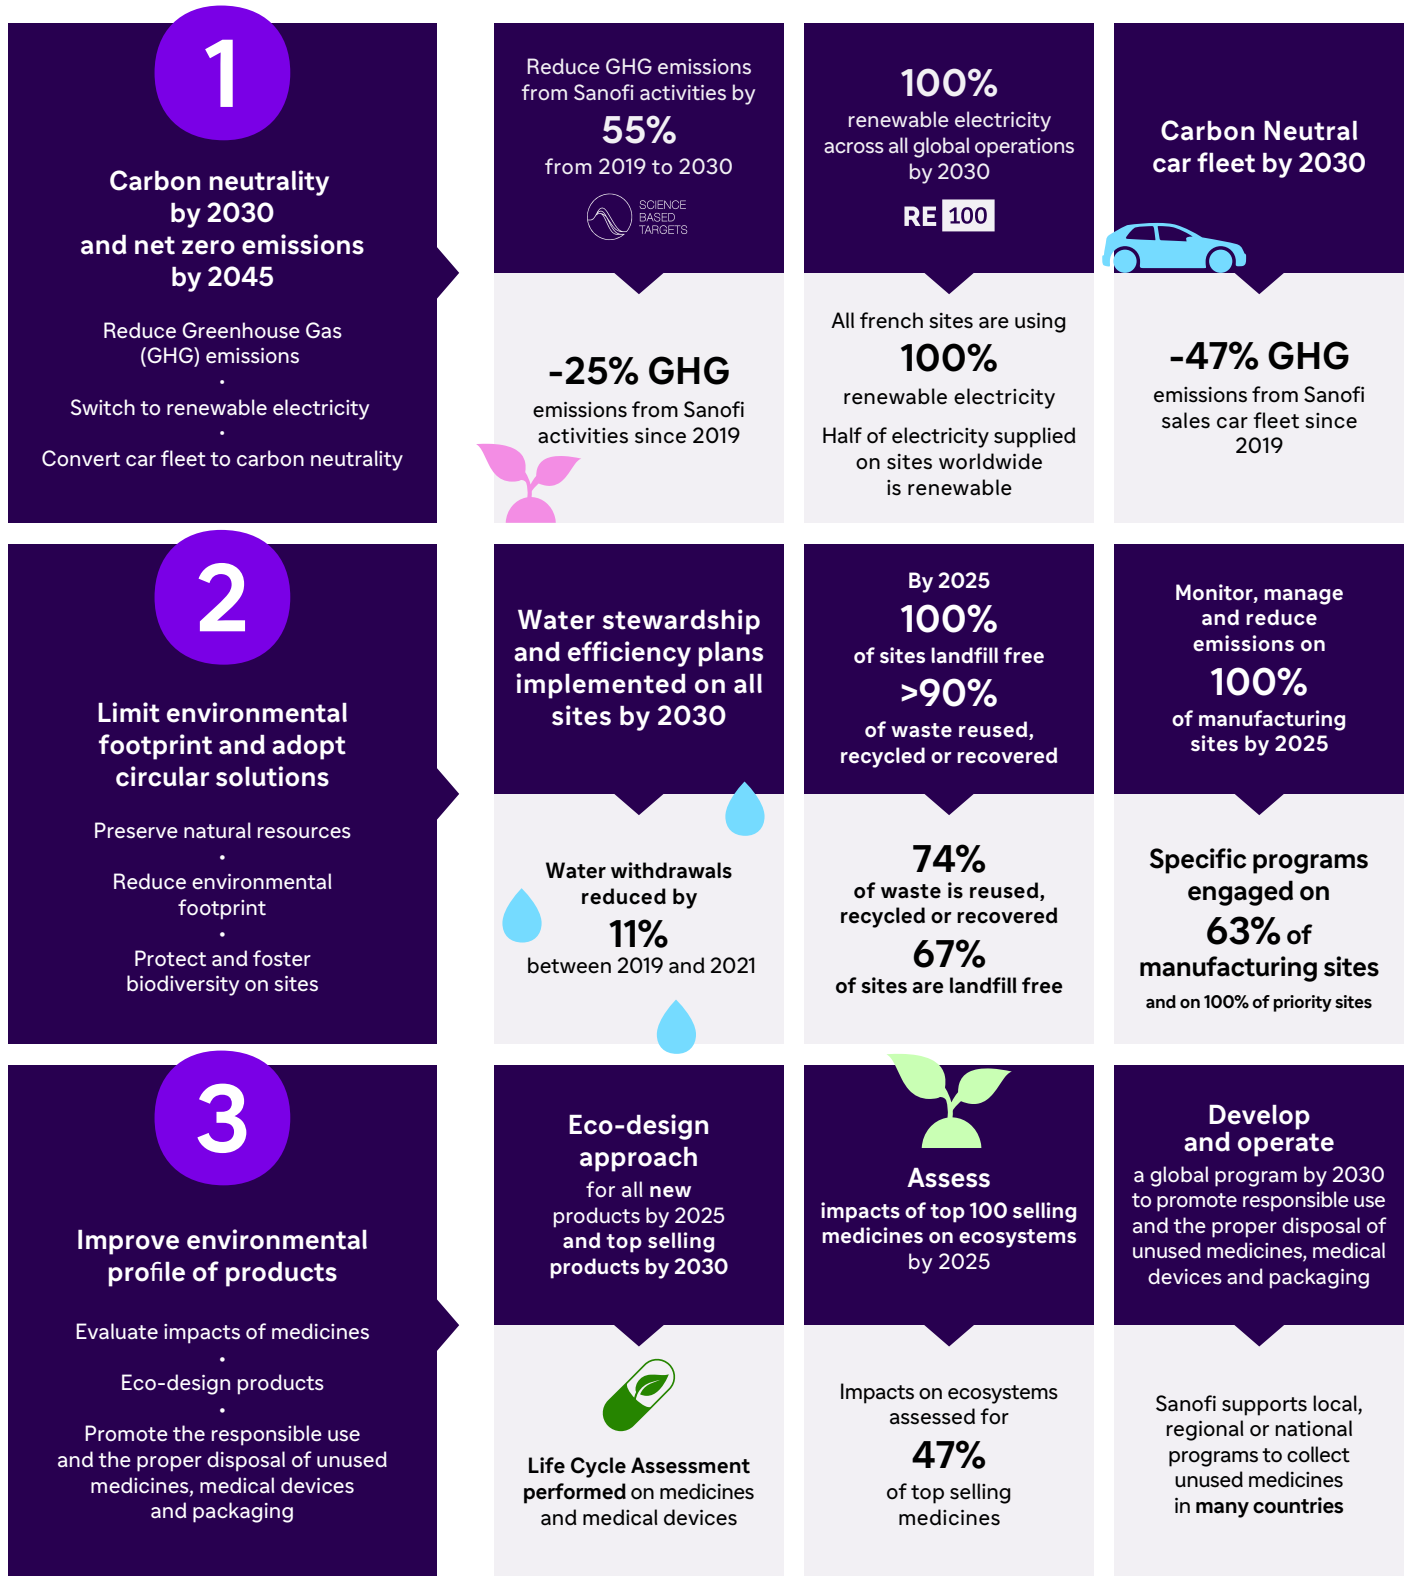 1
Carbon neutrality
by 2030
and net zero emissions
by 2045
Reduce Greenhouse Gas
(GHG) emissions
•
Switch to renewable electricity
•
Convert car fleet to carbon neutrality
Reduce GHG emissions
from Sanofi activities by
55%
from 2019 to 2030
SCIENCE
BASED
TARGETS
-25% GHG
emissions from Sanofi
activities since 2019
100%
renewable electricity
across all global operations
by 2030
RE 100
All french sites are using
100%
renewable electricity
Half of electricity supplied
on sites worldwide
is renewable
Carbon Neutral
car fleet by 2030
-47% GHG
emissions from Sanofi
sales car fleet since
2019
2
Limit environmental
footprint and adopt
circular solutions
Preserve natural resources
•
Reduce environmental
footprint
•
Protect and foster
biodiversity on sites
Water stewardship
and efficiency plans
implemented on all
sites by 2030
Water withdrawals
reduced by
11%
between 2019 and 2021
By 2025
100%
of sites landfill free
>90%
of waste reused,
recycled or recovered
74%
of waste is reused,
recycled or recovered
67%
of sites are landfill free
Monitor, manage
and reduce
emissions on
100%
of manufacturing
sites by 2025
Specific programs
engaged on
63% of
manufacturing sites
and on 100% of priority sites
3
Improve environmental
profile of products
Evaluate impacts of medicines
•
Eco-design products
•
Promote the responsible use
and the proper disposal of unused
medicines, medical devices
and packaging
Eco-design
approach
for all new
products by 2025
and top selling
products by 2030
Life Cycle Assessment
performed on medicines
and medical devices
Assess
impacts of top 100 selling
medicines on ecosystems
by 2025
Impacts on ecosystems
assessed for
47%
of top selling
medicines
Develop
and operate
a global program by 2030
to promote responsible use
and the proper disposal of
unused medicines, medical
devices and packaging
Sanofi supports local,
regional or national
programs to collect
unused medicines
in many countries